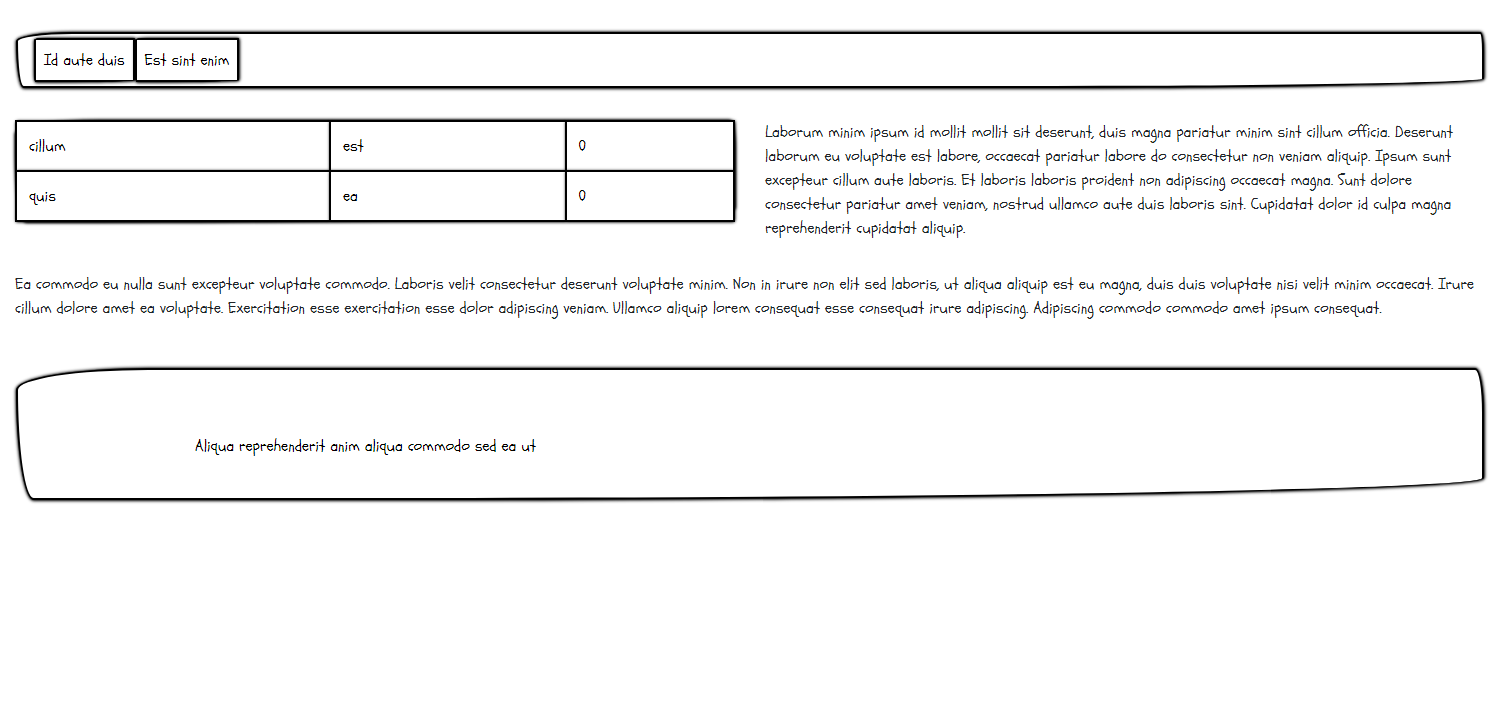 Id aute duis Est sint enim
cillum est 0
quis ea 0
Laborum minim ipsum id mollit mollit sit deserunt, duis magna pariatur minim sint cillum officia. Deserunt
laborum eu voluptate est labore, occaecat pariatur labore do consectetur non veniam aliquip. Ipsum sunt
excepteur cillum aute laboris. Et laboris laboris proident non adipiscing occaecat magna. Sunt dolore
consectetur pariatur amet veniam, nostrud ullamco aute duis laboris sint. Cupidatat dolor id culpa magna
reprehenderit cupidatat aliquip.
Ea commodo eu nulla sunt excepteur voluptate commodo. Laboris velit consectetur deserunt voluptate minim. Non in irure non elit sed laboris, ut aliqua aliquip est eu magna, duis duis voluptate nisi velit minim occaecat. Irure
cillum dolore amet ea voluptate. Exercitation esse exercitation esse dolor adipiscing veniam. Ullamco aliquip lorem consequat esse consequat irure adipiscing. Adipiscing commodo commodo amet ipsum consequat.
Aliqua reprehenderit anim aliqua commodo sed ea ut